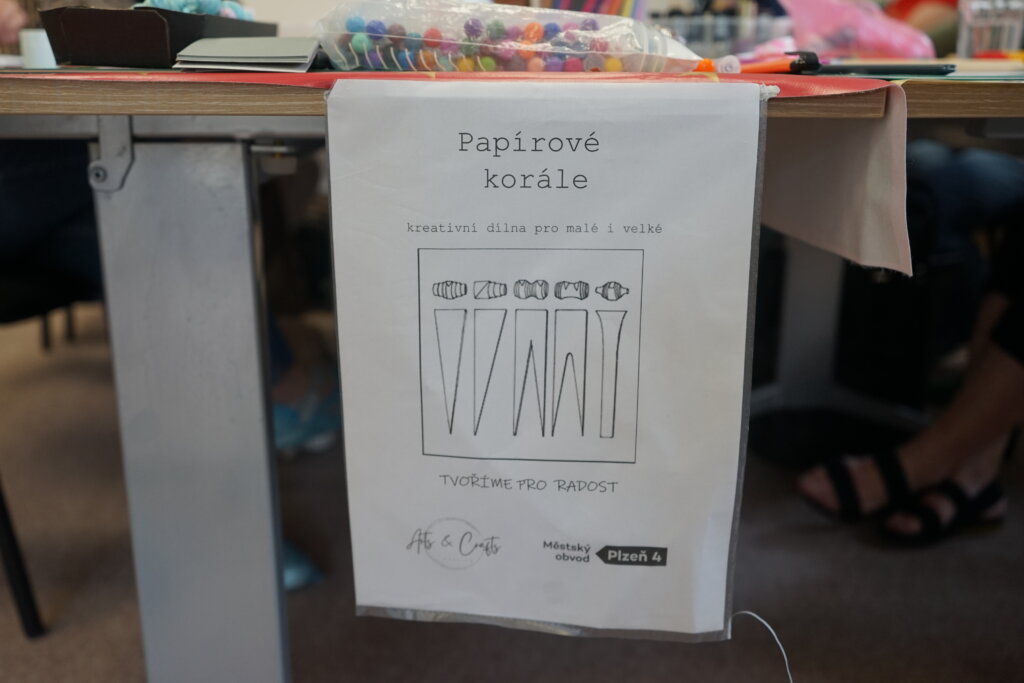 Papírové
korále
kreativní dílna pro malé i velké
TVOŘÍME PRO RADOST
Arts & Crafts
Městský
obvod
Plzeň 4